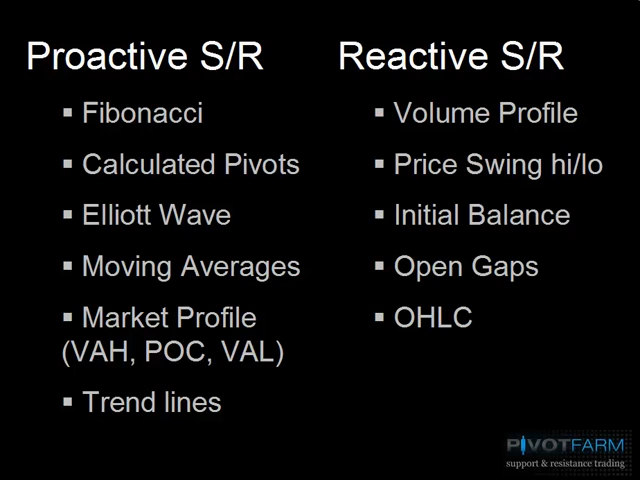 Proactive S/R
▪ Fibonacci
▪ Calculated Pivots
▪ Elliott Wave
▪ Moving Averages
▪ Market Profile
(VAH, POC, VAL)
▪ Trend lines
Reactive S/R
▪ Volume Profile
▪ Price Swing hi/lo
▪ Initial Balance
▪ Open Gaps
▪ OHLC
PIVOTFARM
support & resistance trading